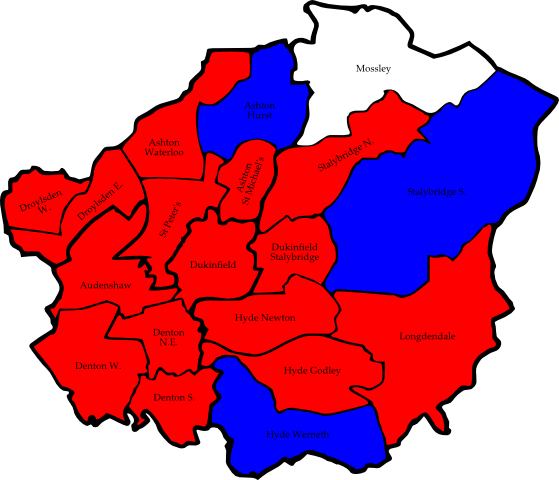 Mossley
Ashton
Hurst
Ashton
Waterloo
Stalybridge N.
Ashton
St Michael's
Stalybridge S.
Droylsden
W.
Droylsden E.
St Peter's
Dukinfield
Stalybridge
Dukinfield
Audenshaw
Hyde Newton
Denton
N.E.
Longdendale
Denton W.
Hyde Godley
Denton S.
Hyde Werneth